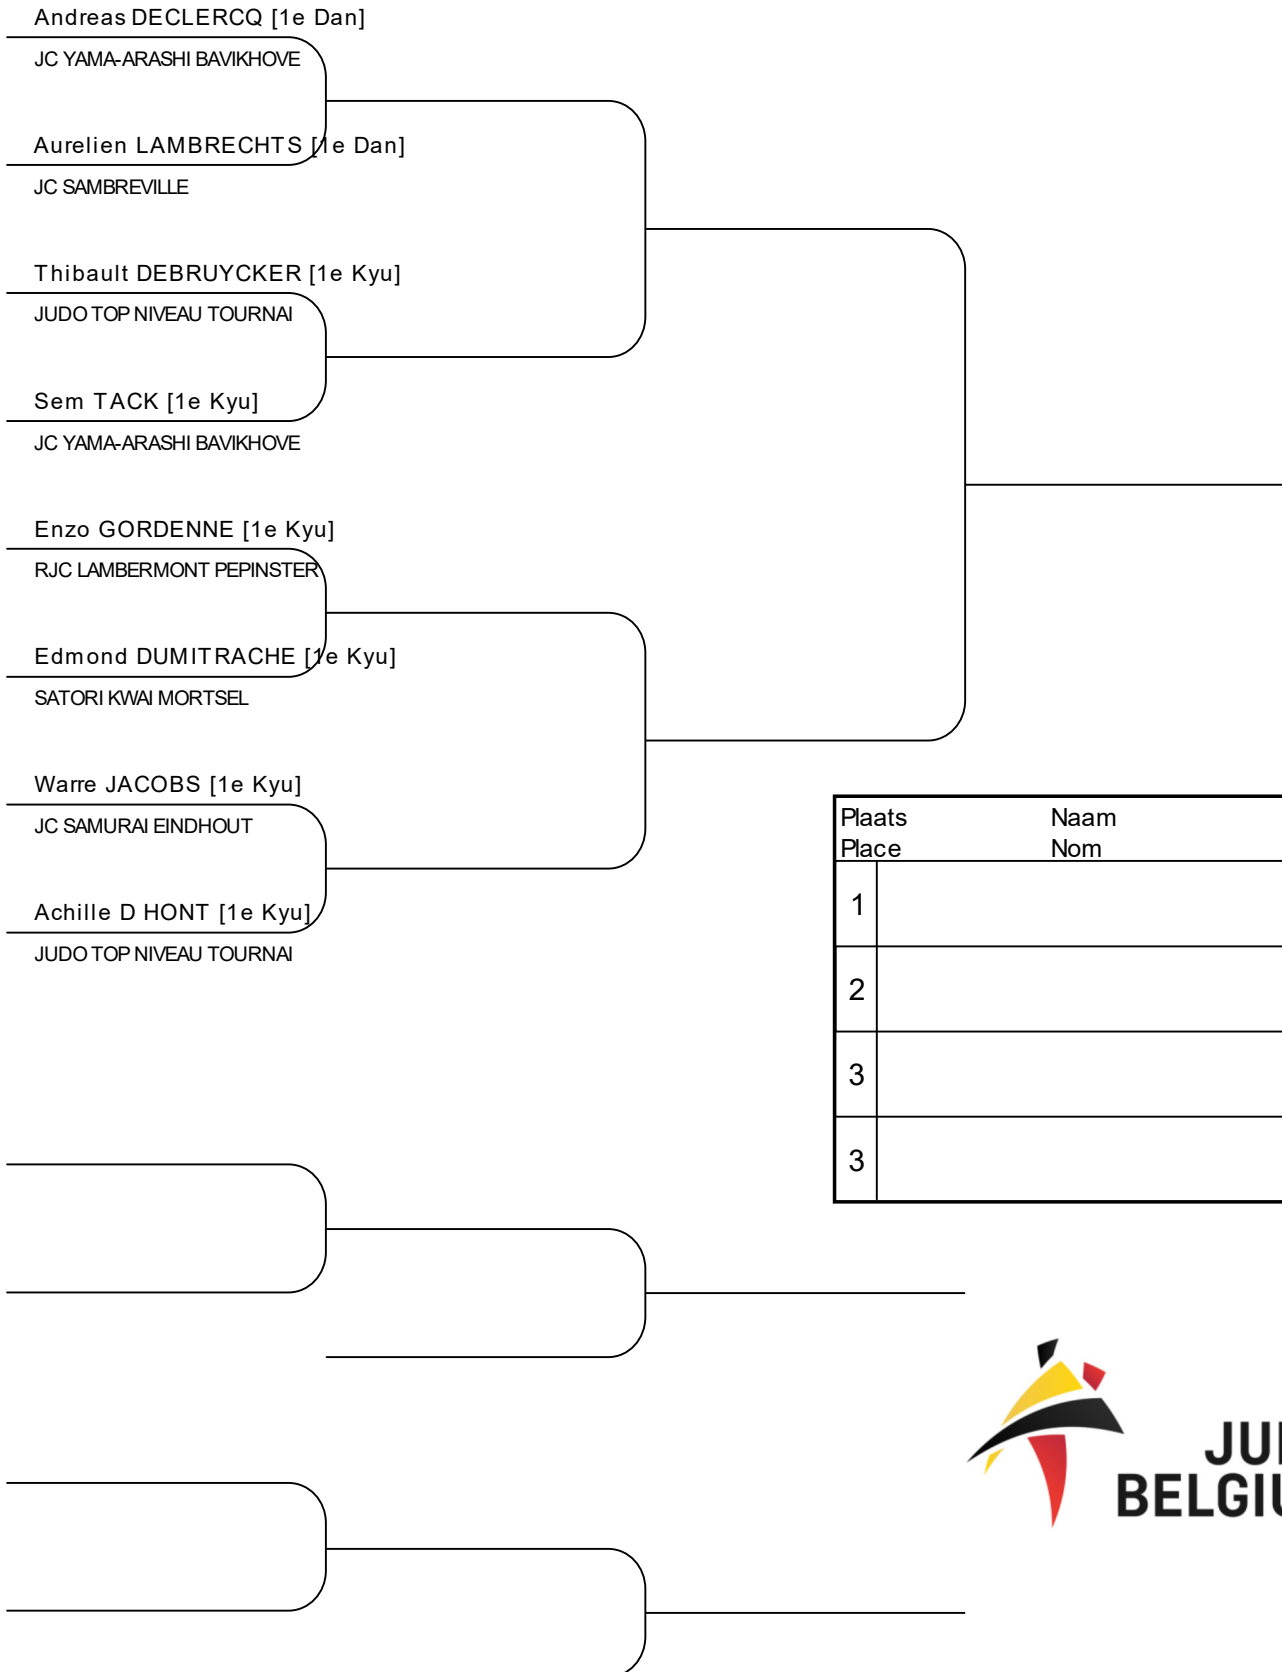 Andreas DECLERCQ [1e Dan]
JC YAMA-ARASHI BAVIKHOVE
Aurelien LAMBRECHTS [1e Dan]
JC SAMBREVILLE
Thibault DEBRUYCKER [1e Kyu]
JUDO TOP NIVEAU TOURNAI
Sem TACK [1e Kyu]
JC YAMA-ARASHI BAVIKHOVE
Enzo GORDENNE [1e Kyu]
RJC LAMBERMONT PEPINSTER
Edmond DUMITRACHE [1e Kyu]
SATORI KWAI MORTSEL
Warre JACOBS [1e Kyu]
JC SAMURAI EINDHOUT
Achille D HONT [1e Kyu]
JUDO TOP NIVEAU TOURNAI
Plaats Naam
Place Nom
1
2
3
3